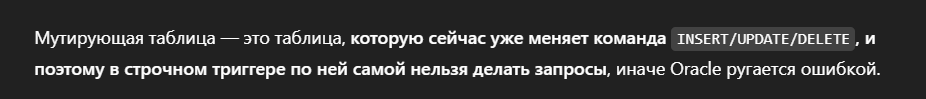 Мутирующая таблица — это таблица, которую сейчас уже меняет команда INSERT/UPDATE/DELETE, и
поэтому в строчном триггере по ней самой нельзя делать запросы, иначе Oracle ругается ошибкой.